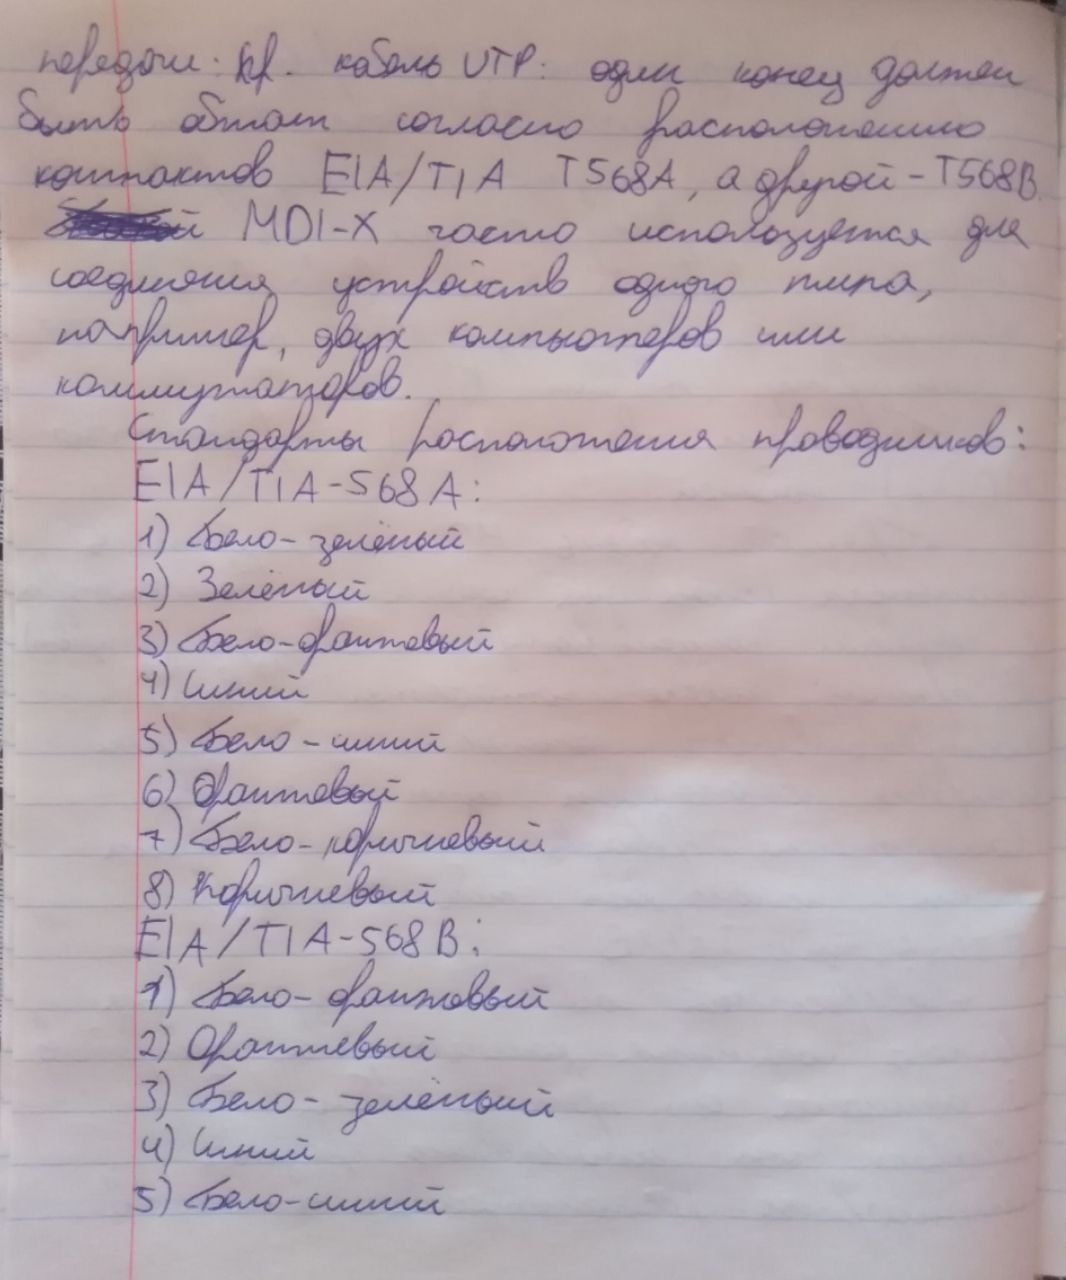 передачи. Кр. кабель UTP: один конец должен
быть обжат согласно расположению
контактов EIA/TIA T568A, а другой - T568B.
MDI-X часто используется для
соединения устройств одного типа,
например, двух компьютеров или
коммутаторов.
Стандарты расположения проводников:
EIA/TIA-568A:
1) Бело-зелёный
2) Зелёный
3) Бело-оранжевый
4) Синий
5) Бело-синий
6) Оранжевый
7) Бело-коричневый
8) Коричневый
EIA/TIA-568B:
1) Бело-оранжевый
2) Оранжевый
3) Бело-зелёный
4) Синий
5) Бело-синий